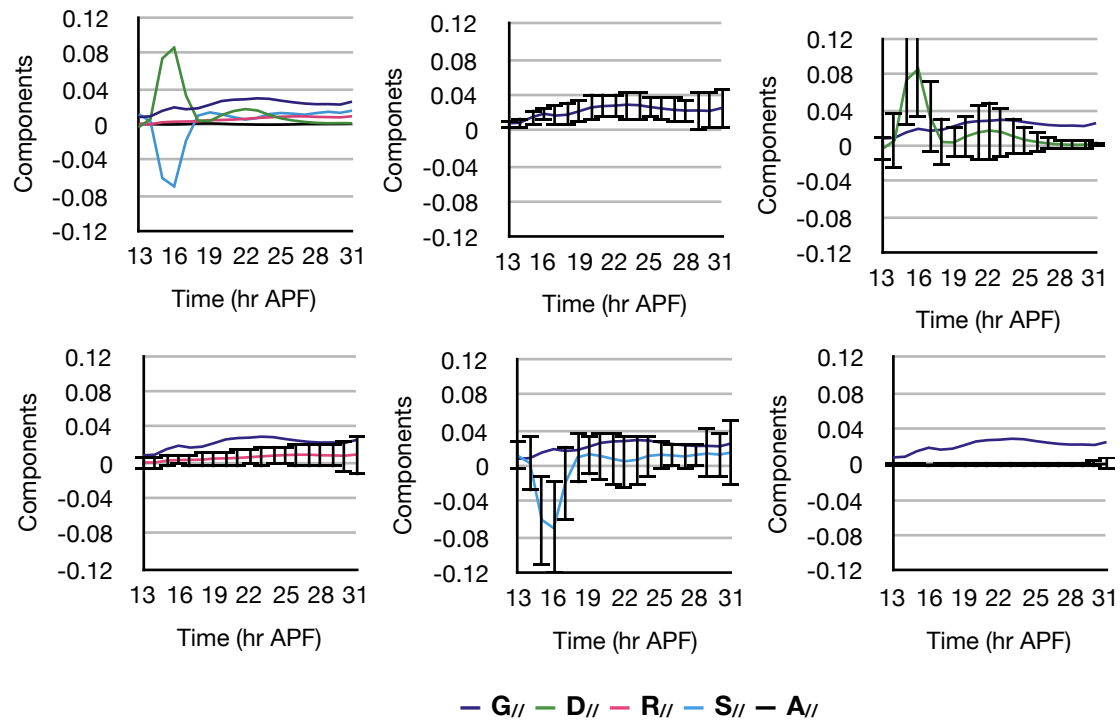 0.12
0.08
0.04
0
-0.04
-0.08
-0.12
Components
13 16 19 22 25 28 31
Time (hr APF)
0.12
0.08
0.04
0
-0.04
-0.08
-0.12
Componets
13 16 19 22 25 28 31
Time (hr APF)
0.12
0.08
0.04
0
0.04
-0.08
-0.12
Components
13 16 19 22 25 28 31
Time (hr APF)
0.12
0.08
0.04
0
-0.04
-0.08
-0.12
Components
13 16 19 22 25 28 31
Time (hr APF)
0.12
0.08
0.04
0
-0.04
-0.08
-0.12
Components
13 16 19 22 25 28 31
Time (hr APF)
0.12
0.08
0.04
0
-0.04
-0.08
-0.12
Components
13 16 19 22 25 28 31
Time (hr APF)
G// D// R// S// A//